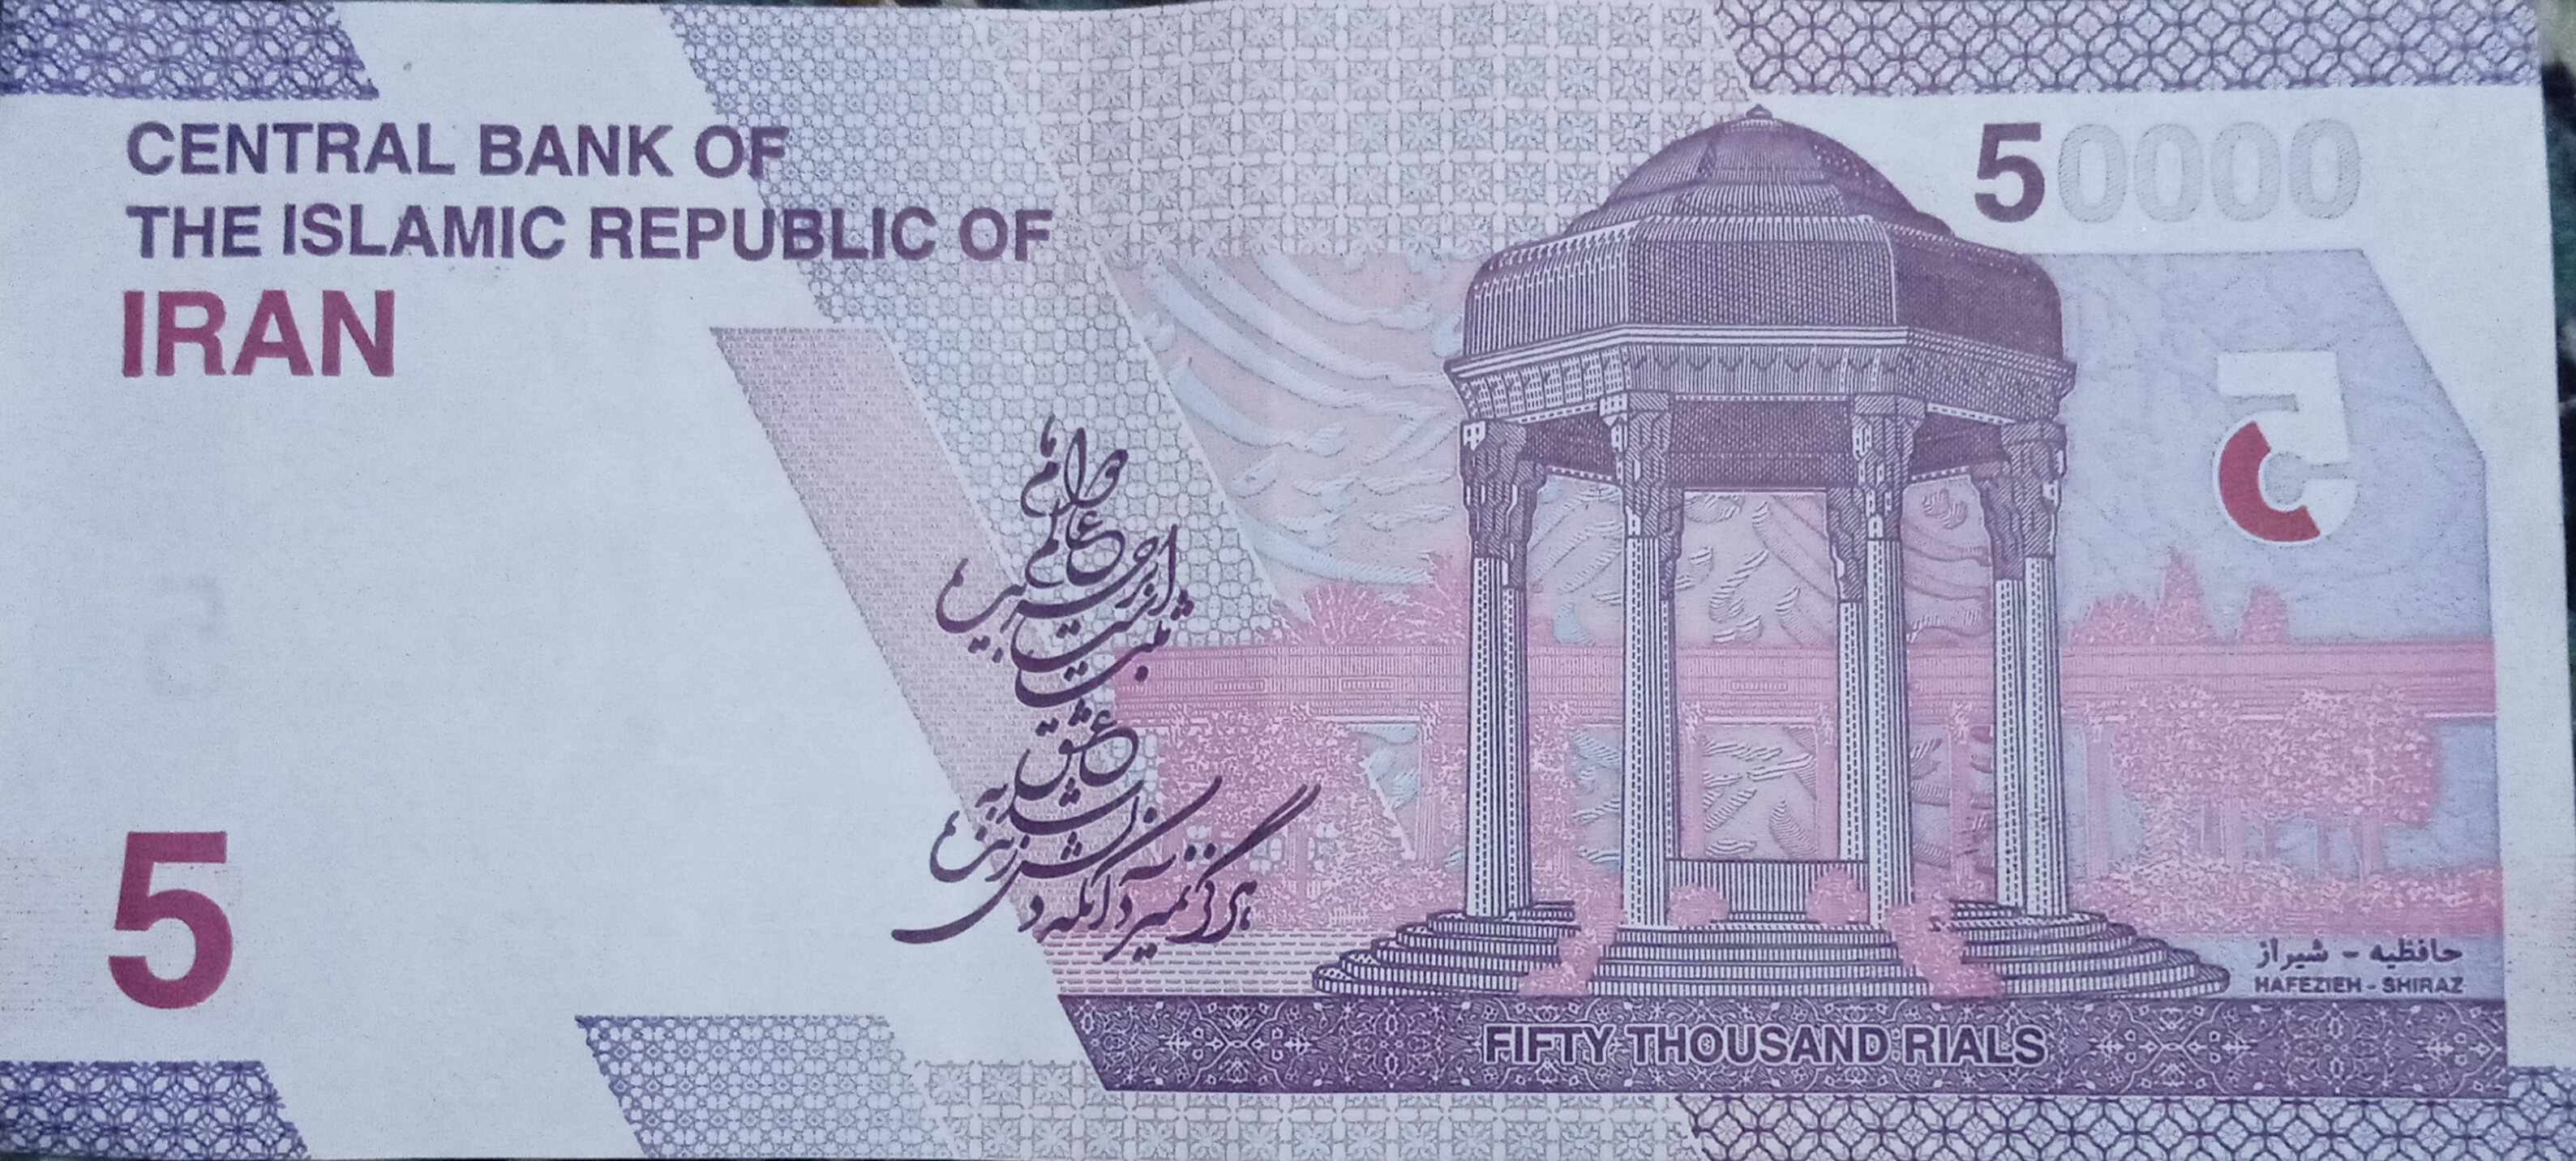 CENTRAL BANK OF
THE ISLAMIC REPUBLIC OF
IRAN
50000
هرگز نمیرد آنکه دلش زنده شد به عشق
ثبت است بر جریده عالم دوام ما
5
حافظیه - شیراز
HAFEZIEH - SHIRAZ
FIFTY THOUSAND RIALS